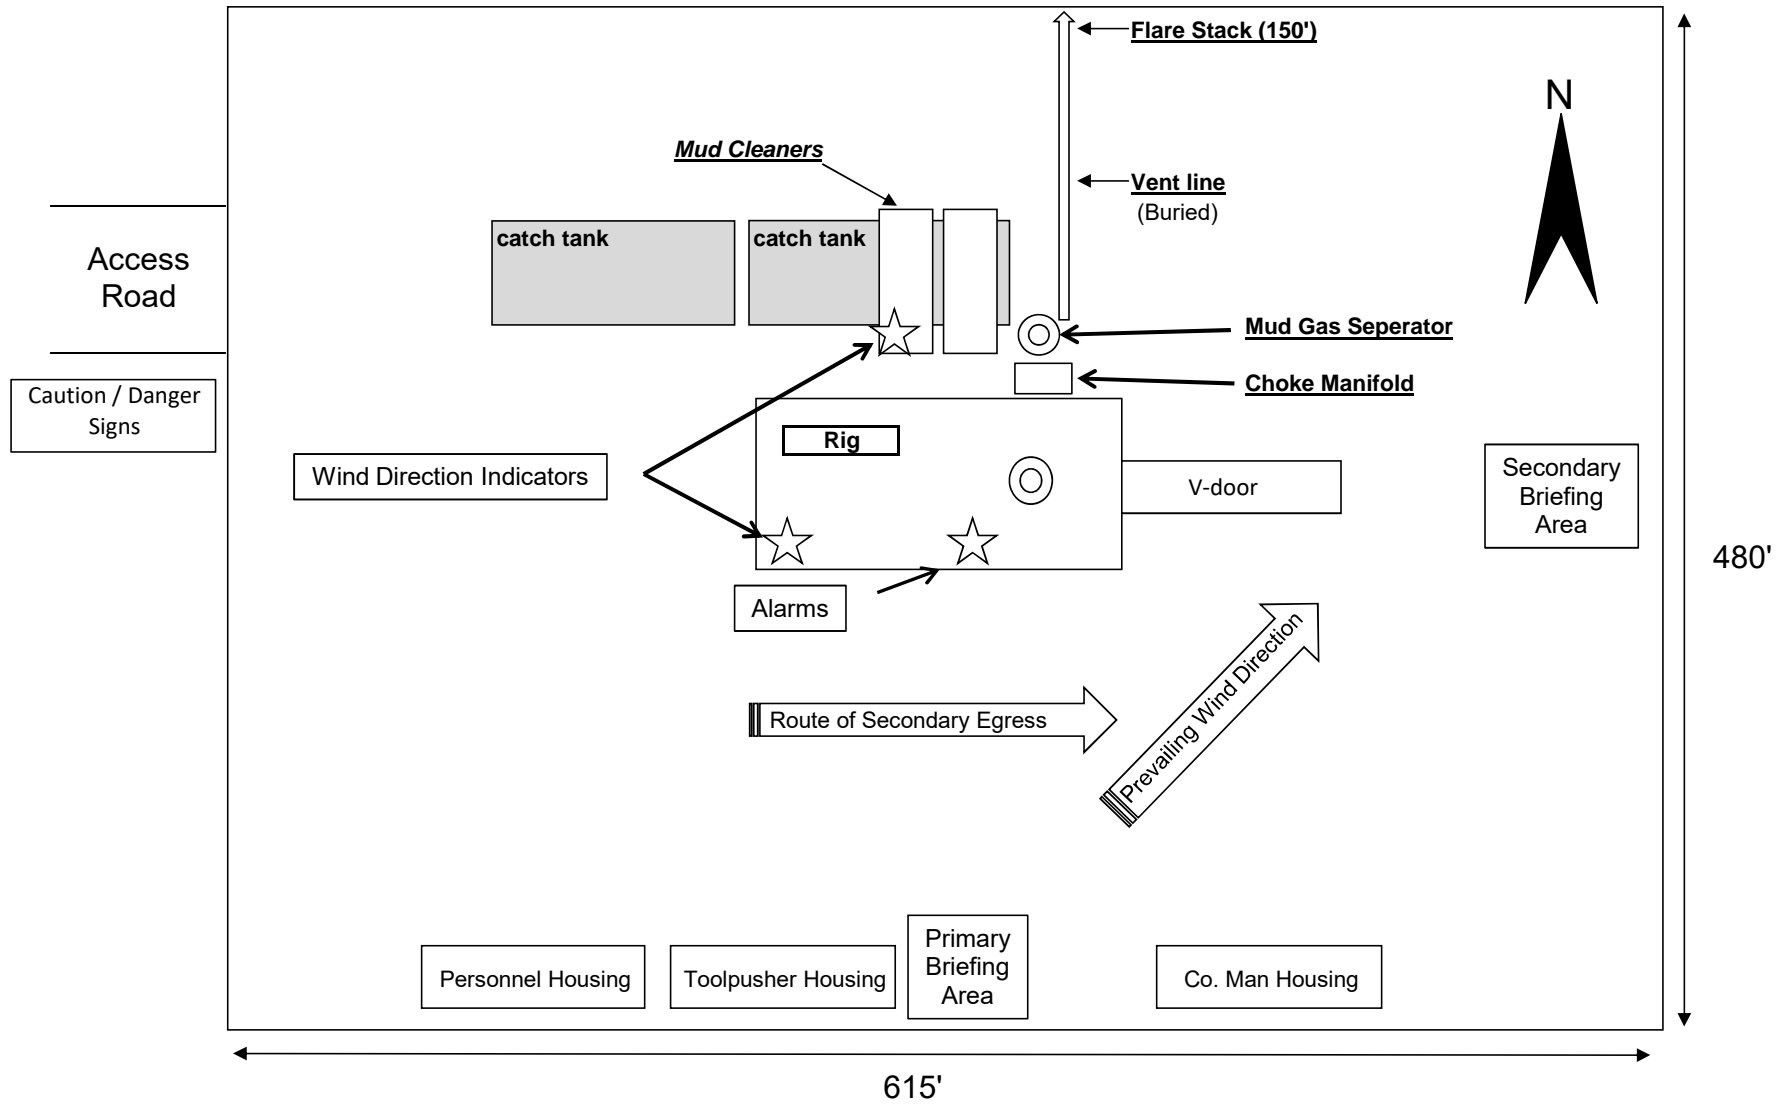 Flare Stack (150')
N
Mud Cleaners
Vent line
(Buried)
catch tank
catch tank
Access
Road
Mud Gas Seperator
Choke Manifold
Caution / Danger
Signs
Rig
Wind Direction Indicators
V-door
Secondary
Briefing
Area
480'
Alarms
Prevailing Wind Direction
Route of Secondary Egress
Primary
Briefing
Area
Personnel Housing
Toolpusher Housing
Co. Man Housing
615'